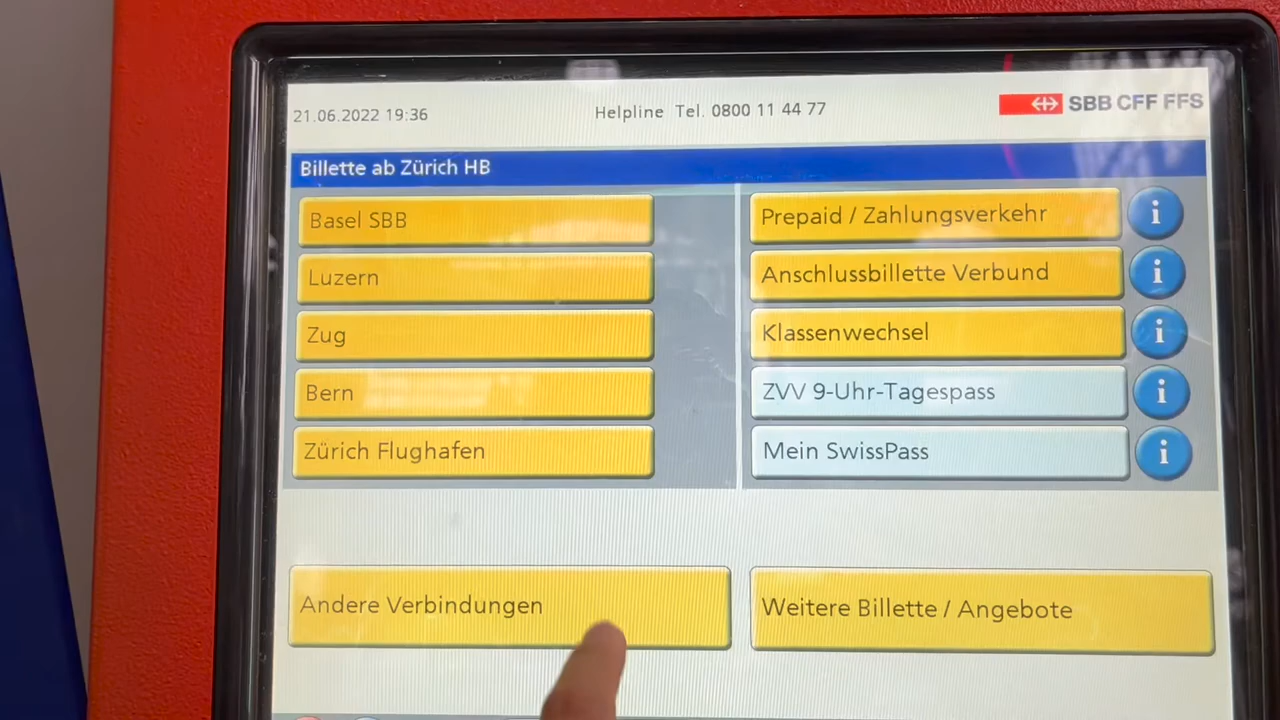 21.06.2022 19:36
Helpline Tel. 0800 11 44 77
SBB CFF FFS
Billette ab Zürich HB
Basel SBB
Luzern
Zug
Bern
Zürich Flughafen
Prepaid / Zahlungsverkehr
i
Anschlussbillette Verbund
i
Klassenwechsel
i
ZVV 9-Uhr-Tagespass
i
Mein SwissPass
i
Andere Verbindungen
Weitere Billette / Angebote